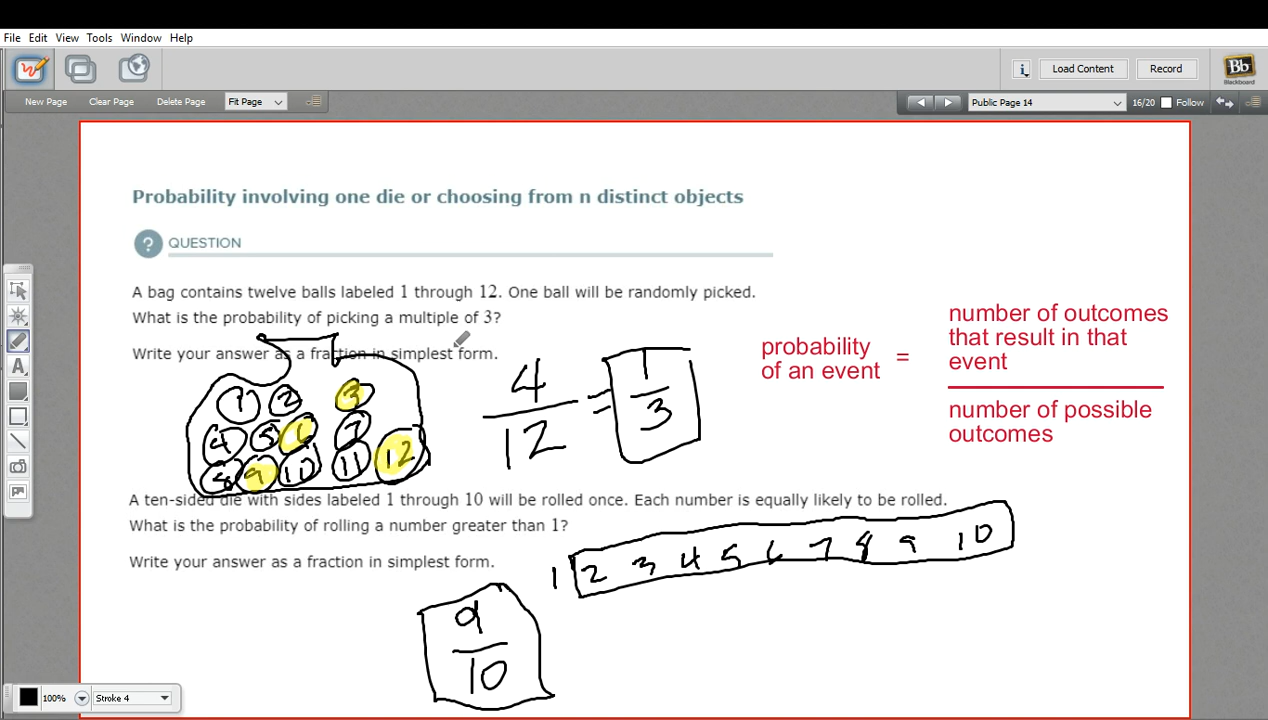 File Edit View Tools Window Help
Load Content Record Bb
Blackboard
New Page Clear Page Delete Page Fit Page Public Page 14 16/20 Follow
Probability involving one die or choosing from n distinct objects
? QUESTION
A bag contains twelve balls labeled 1 through 12. One ball will be randomly picked.
What is the probability of picking a multiple of 3?
Write your answer as a fraction in simplest form.
1 2 3
4 5 6 7
8 9 10 11 12
4
12
=
1
3
probability
of an event
=
number of outcomes
that result in that
event
number of possible
outcomes
A ten-sided die with sides labeled 1 through 10 will be rolled once. Each number is equally likely to be rolled.
What is the probability of rolling a number greater than 1?
Write your answer as a fraction in simplest form.
1 2 3 4 5 6 7 8 9 10
9
10
A
100% Stroke 4